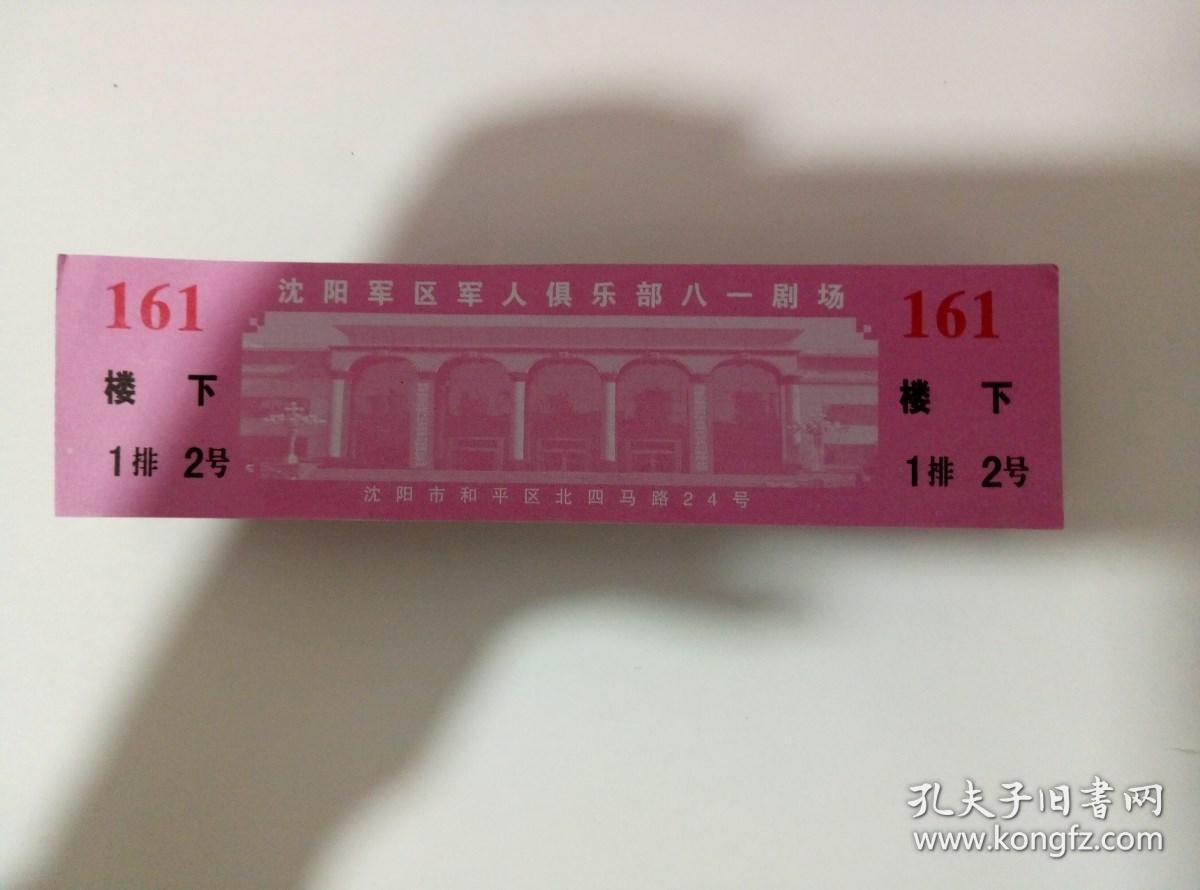 161
楼 下
1排 2号
沈阳军区军人俱乐部八一剧场
沈阳市和平区北四马路24号
161
楼 下
1排 2号
孔夫子旧書网
www.kongfz.com